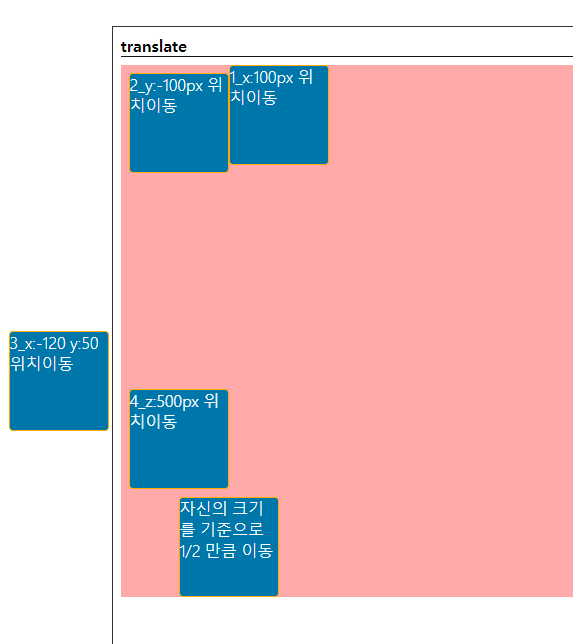 translate
2_y:-100px 위
치이동
1_x:100px 위
치이동
3_x:-120 y:50
위치이동
4_z:500px 위
치이동
자신의 크기
를 기준으로
1/2 만큼 이동